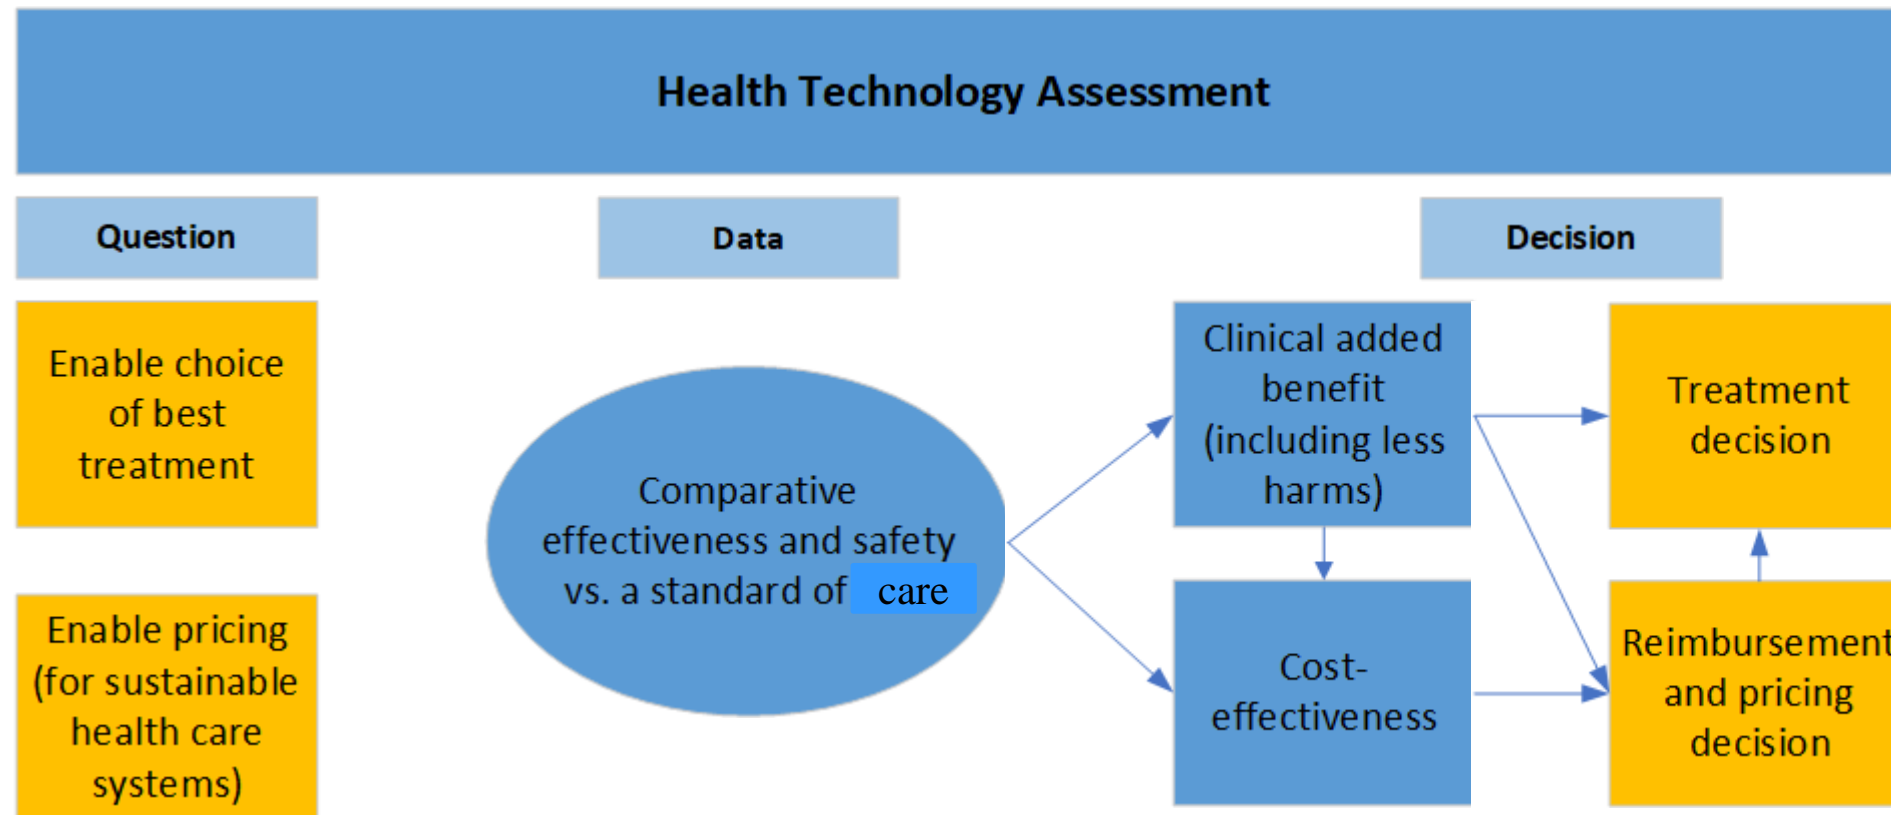 Health Technology Assessment
Question
Data
Decision
Enable choice
of best
treatment
Enable pricing
(for sustainable
health care
systems)
Comparative
effectiveness and safety
vs. a standard of care
Clinical added
benefit
(including less
harms)
Cost-
effectiveness
Treatment
decision
Reimbursement
and pricing
decision